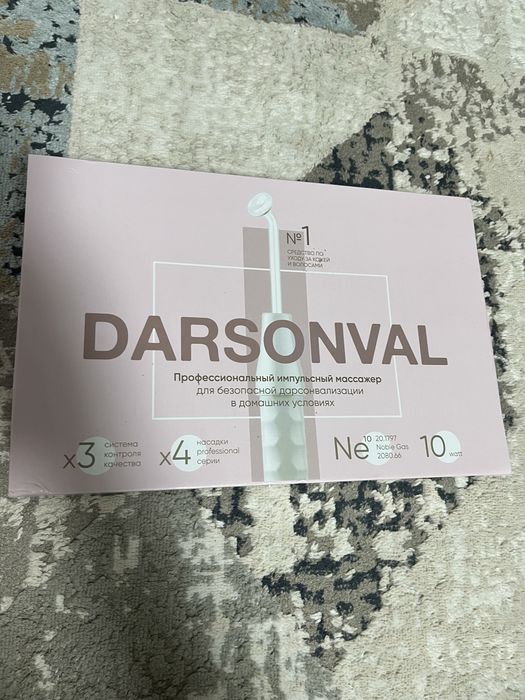 №1
СРЕДСТВО ПО
УХОДУ ЗА КОЖЕЙ
И ВОЛОСАМИ
DARSONVAL
Профессиональный импульсный массажер
для безопасной дарсонвализации
в домашних условиях
x3 система
контроля
качества
x4 насадки
professional
серии
Ne 10 20.1197
Noble Gas
2080.66
10 watt